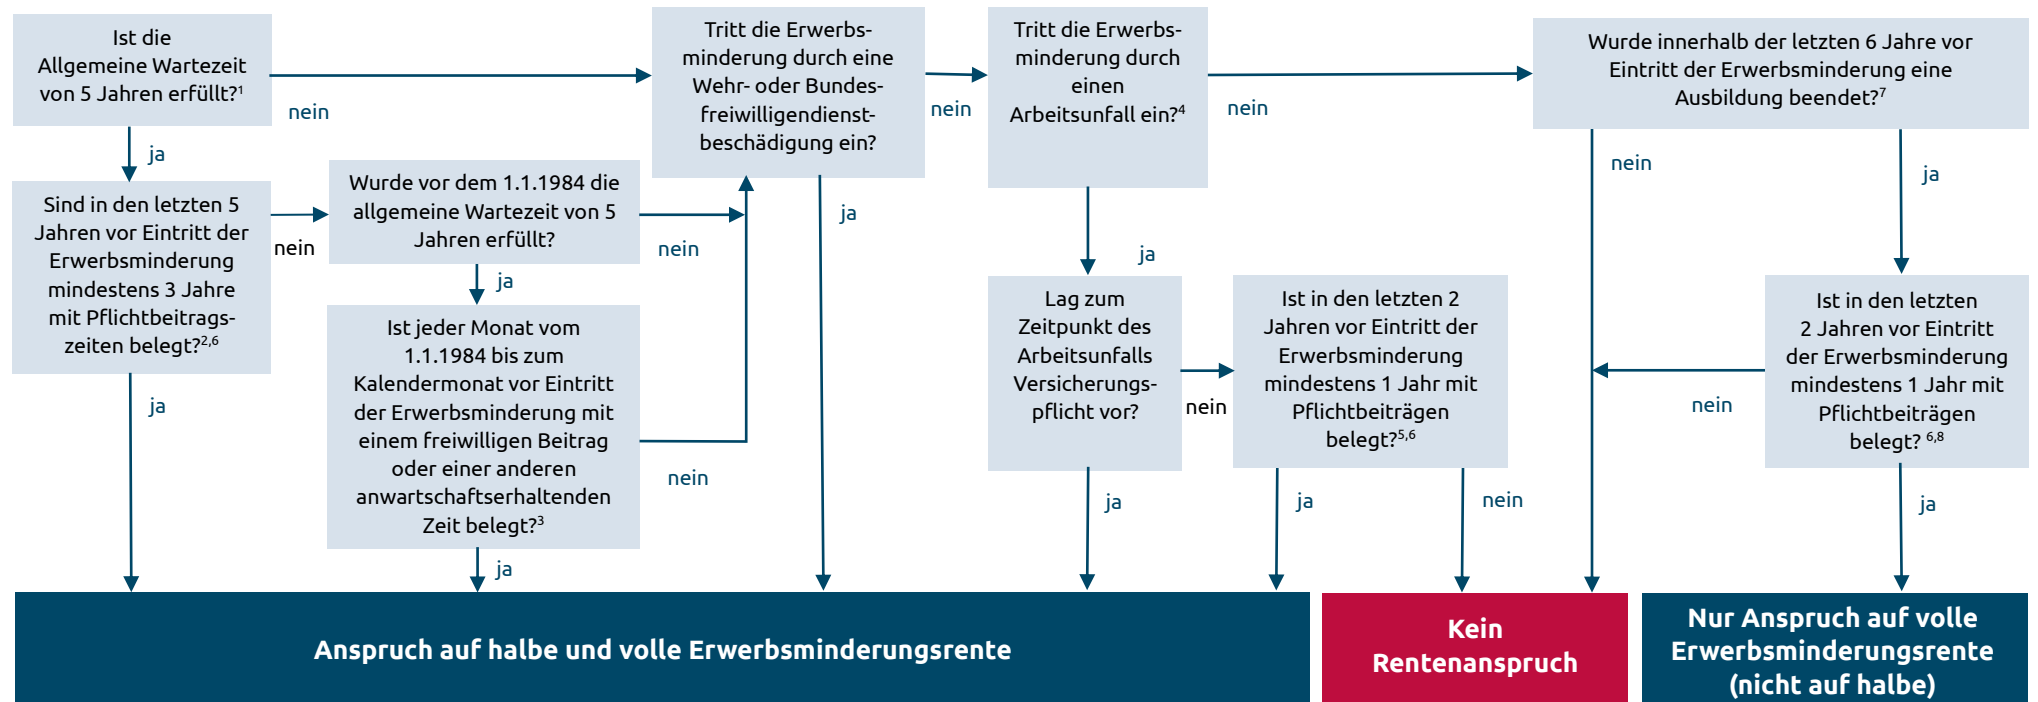 Ist die
Allgemeine Wartezeit
von 5 Jahren erfüllt?¹
nein
ja
Sind in den letzten 5
Jahren vor Eintritt der
Erwerbsminderung
mindestens 3 Jahre
mit Pflichtbeitrags-
zeiten belegt?²,⁶
nein
ja
Wurde vor dem 1.1.1984 die
allgemeine Wartezeit von 5
Jahren erfüllt?
nein
ja
Ist jeder Monat vom
1.1.1984 bis zum
Kalendermonat vor Eintritt
der Erwerbsminderung mit
einem freiwilligen Beitrag
oder einer anderen
anwartschaftserhaltenden
Zeit belegt?³
nein
ja
Tritt die Erwerbs-
minderung durch eine
Wehr- oder Bundes-
freiwilligendienst-
beschädigung ein?
nein
ja
Tritt die Erwerbs-
minderung durch
einen
Arbeitsunfall ein?⁴
nein
ja
Lag zum
Zeitpunkt des
Arbeitsunfalls
Versicherungs-
pflicht vor?
nein
ja
Ist in den letzten 2
Jahren vor Eintritt der
Erwerbsminderung
mindestens 1 Jahr mit
Pflichtbeiträgen
belegt?⁵,⁶
ja
nein
Wurde innerhalb der letzten 6 Jahre vor
Eintritt der Erwerbsminderung eine
Ausbildung beendet?⁷
nein
ja
Ist in den letzten
2 Jahren vor Eintritt
der Erwerbsminderung
mindestens 1 Jahr mit
Pflichtbeiträgen
belegt? ⁶,⁸
nein
ja
Anspruch auf halbe und volle Erwerbsminderungsrente
Kein
Rentenanspruch
Nur Anspruch auf volle
Erwerbsminderungsrente
(nicht auf halbe)